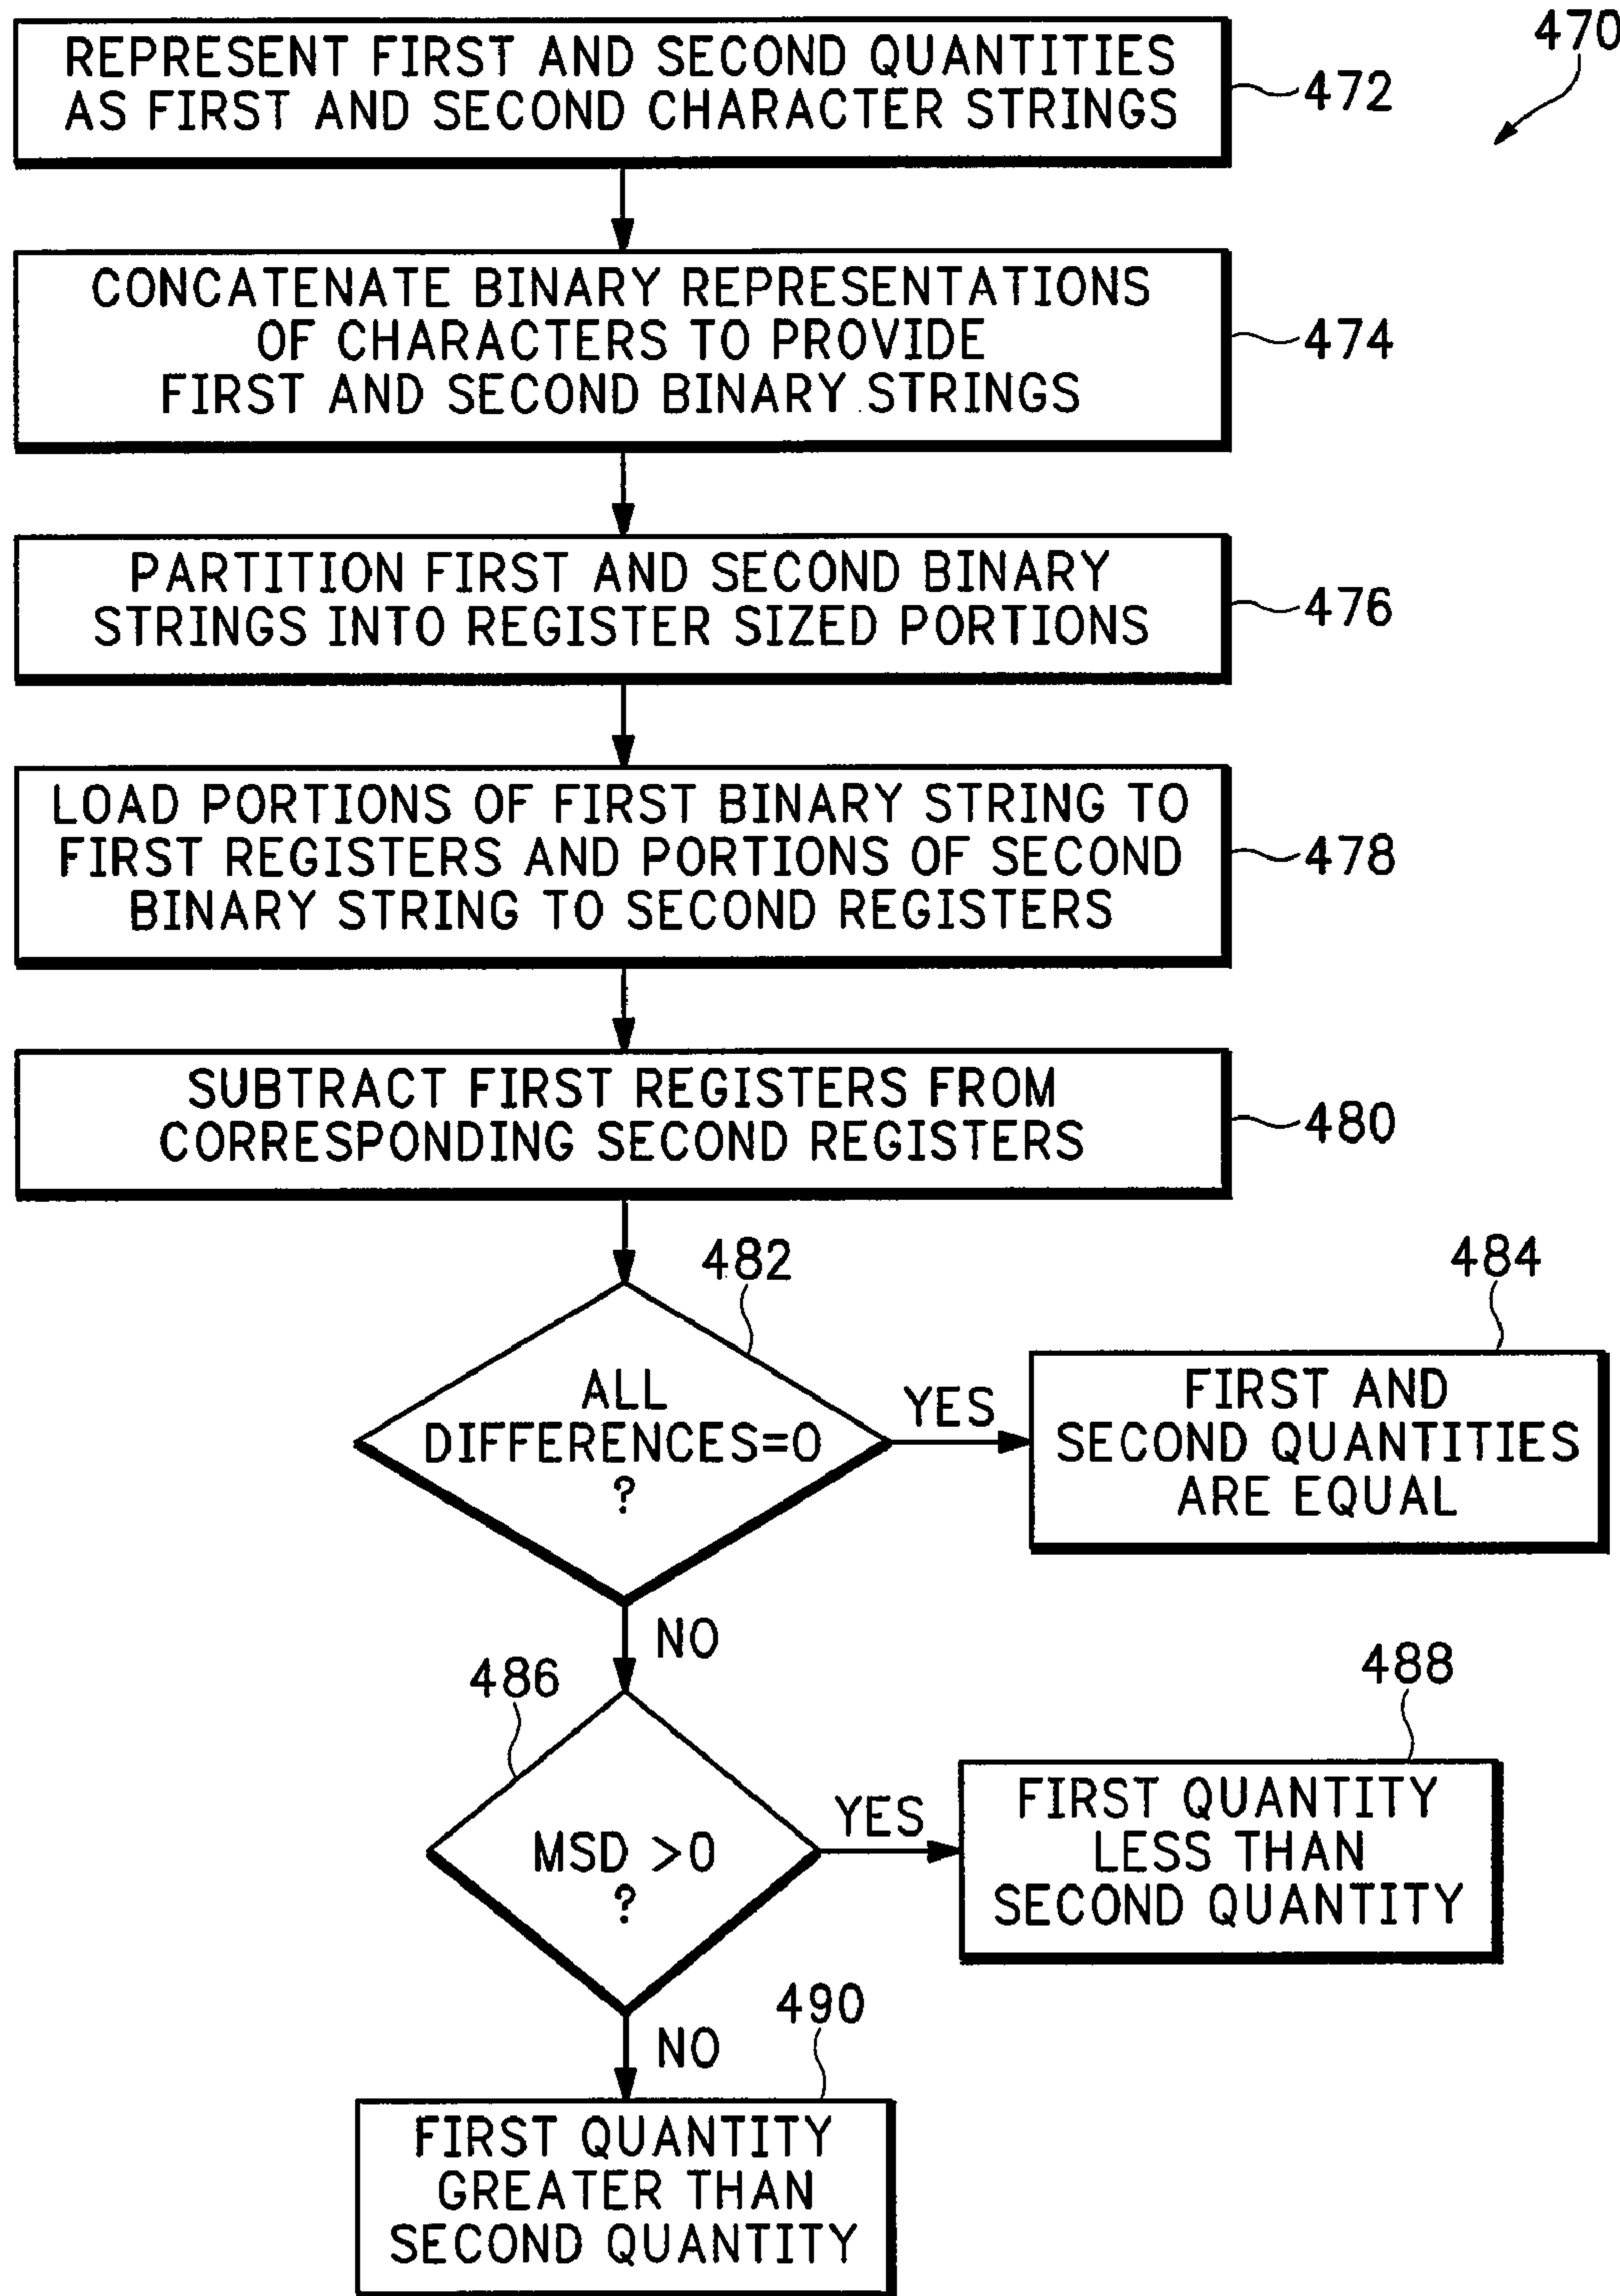 470
REPRESENT FIRST AND SECOND QUANTITIES
AS FIRST AND SECOND CHARACTER STRINGS
472
CONCATENATE BINARY REPRESENTATIONS
OF CHARACTERS TO PROVIDE
FIRST AND SECOND BINARY STRINGS
474
PARTITION FIRST AND SECOND BINARY
STRINGS INTO REGISTER SIZED PORTIONS
476
LOAD PORTIONS OF FIRST BINARY STRING TO
FIRST REGISTERS AND PORTIONS OF SECOND
BINARY STRING TO SECOND REGISTERS
478
SUBTRACT FIRST REGISTERS FROM
CORRESPONDING SECOND REGISTERS
480
482
ALL
DIFFERENCES=0
?
YES
484
FIRST AND
SECOND QUANTITIES
ARE EQUAL
NO
486
MSD >0
?
YES
488
FIRST QUANTITY
LESS THAN
SECOND QUANTITY
NO
490
FIRST QUANTITY
GREATER THAN
SECOND QUANTITY